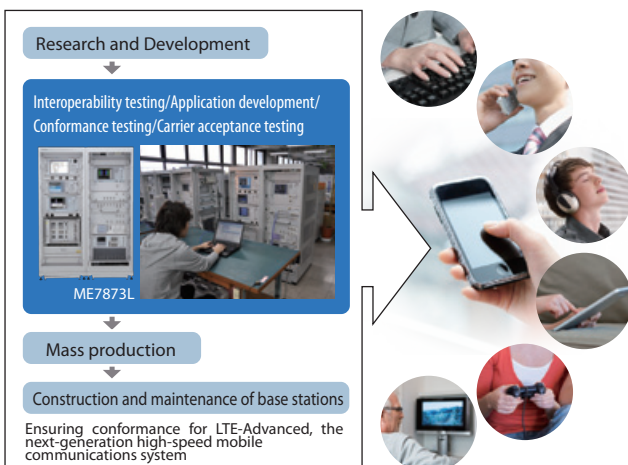 Research and Development
Interoperability testing/Application development/
Conformance testing/Carrier acceptance testing
ME7873L
Mass production
Construction and maintenance of base stations
Ensuring conformance for LTE-Advanced, the
next-generation high-speed mobile
communications system